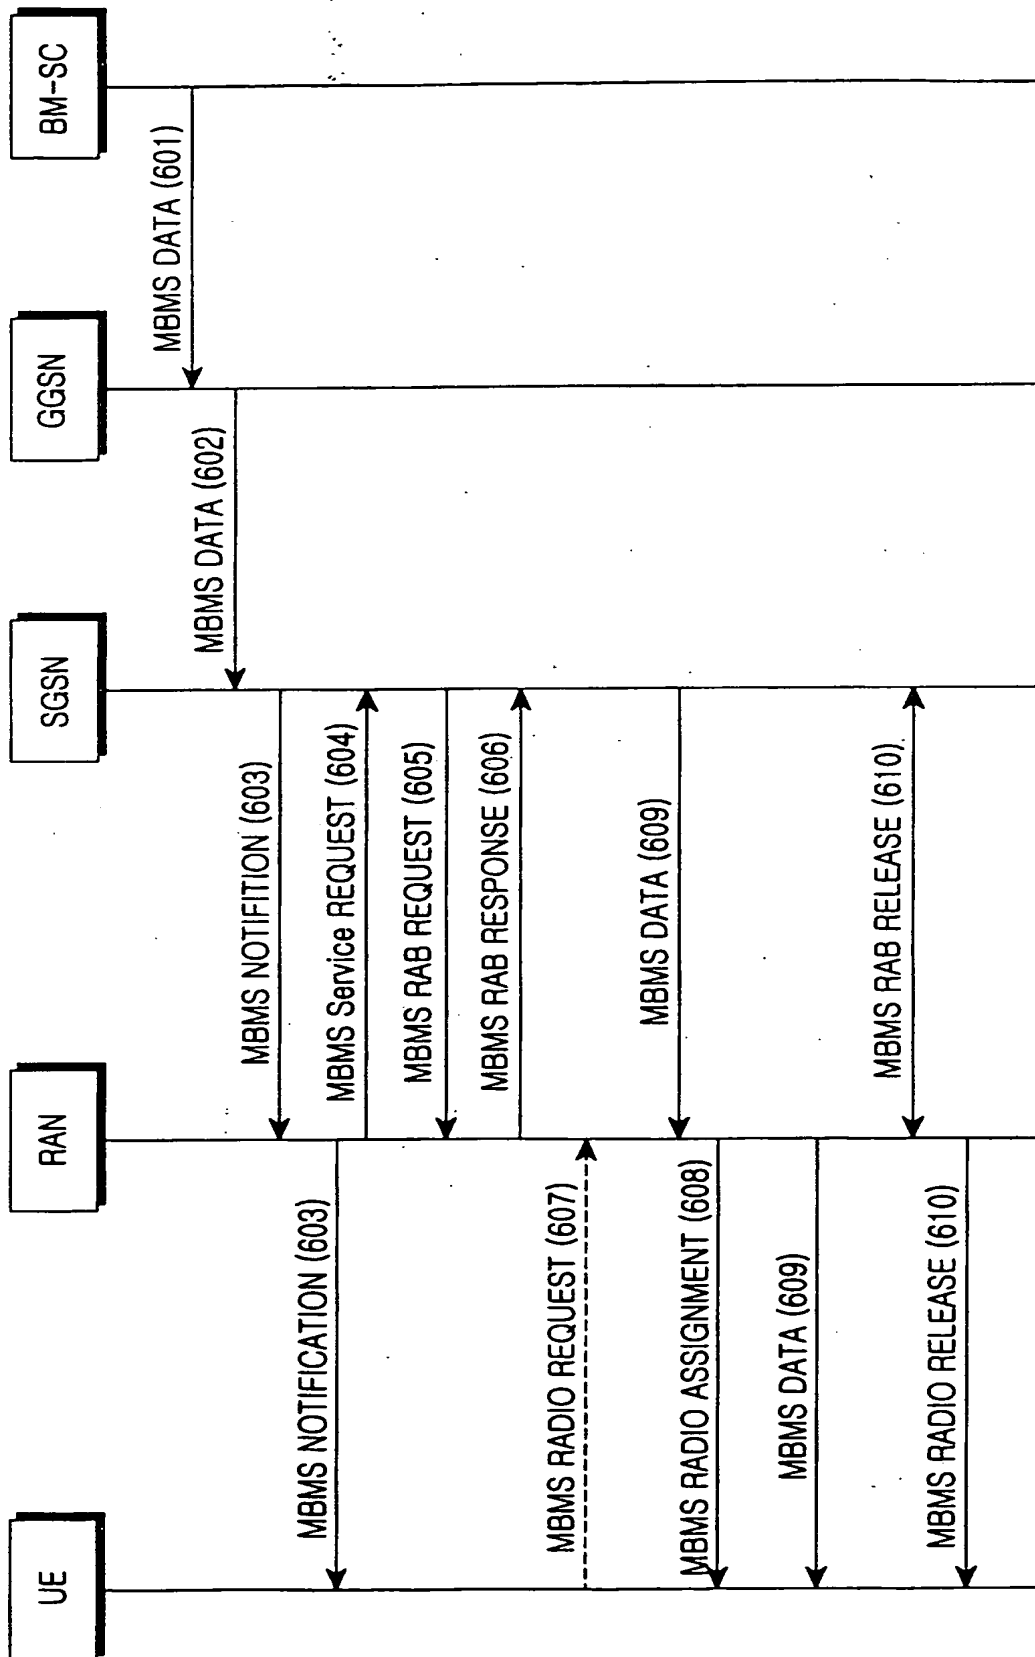 UE
RAN
SGSN
GGSN
BM-SC
MBMS DATA (601)
MBMS DATA (602)
MBMS NOTIFITION (603)
MBMS NOTIFICATION (603)
MBMS Service REQUEST (604)
MBMS RAB REQUEST (605)
MBMS RAB RESPONSE (606)
MBMS RADIO REQUEST (607)
MBMS DATA (609)
MBMS RADIO ASSIGNMENT (608)
MBMS DATA (609)
MBMS RAB RELEASE (610)
MBMS RADIO RELEASE (610)